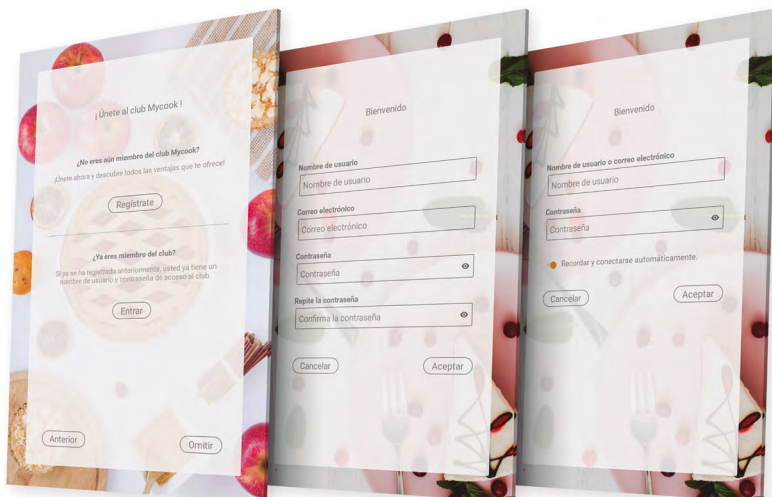 ¡ Únete al club Mycook !
¿No eres aún miembro del club Mycook?
¡Únete ahora y descubre todos las ventajas que te ofrece!
Regístrate
¿Ya eres miembro del club?
Si ya se ha registrada anteriormente, usted ya tiene un
nombre de usuario y contraseña de acceso al club.
Entrar
Anterior
Omitir
Bienvenido
Nombre de usuario
Nombre de usuario
Correo electrónico
Correo electrónico
Contraseña
Contraseña
Repite la contraseña
Confirma la contraseña
Cancelar
Aceptar
Bienvenido
Nombre de usuario o correo electrónico
Nombre de usuario
Contraseña
Contraseña
Recordar y conectarse automáticamente.
Cancelar
Aceptar